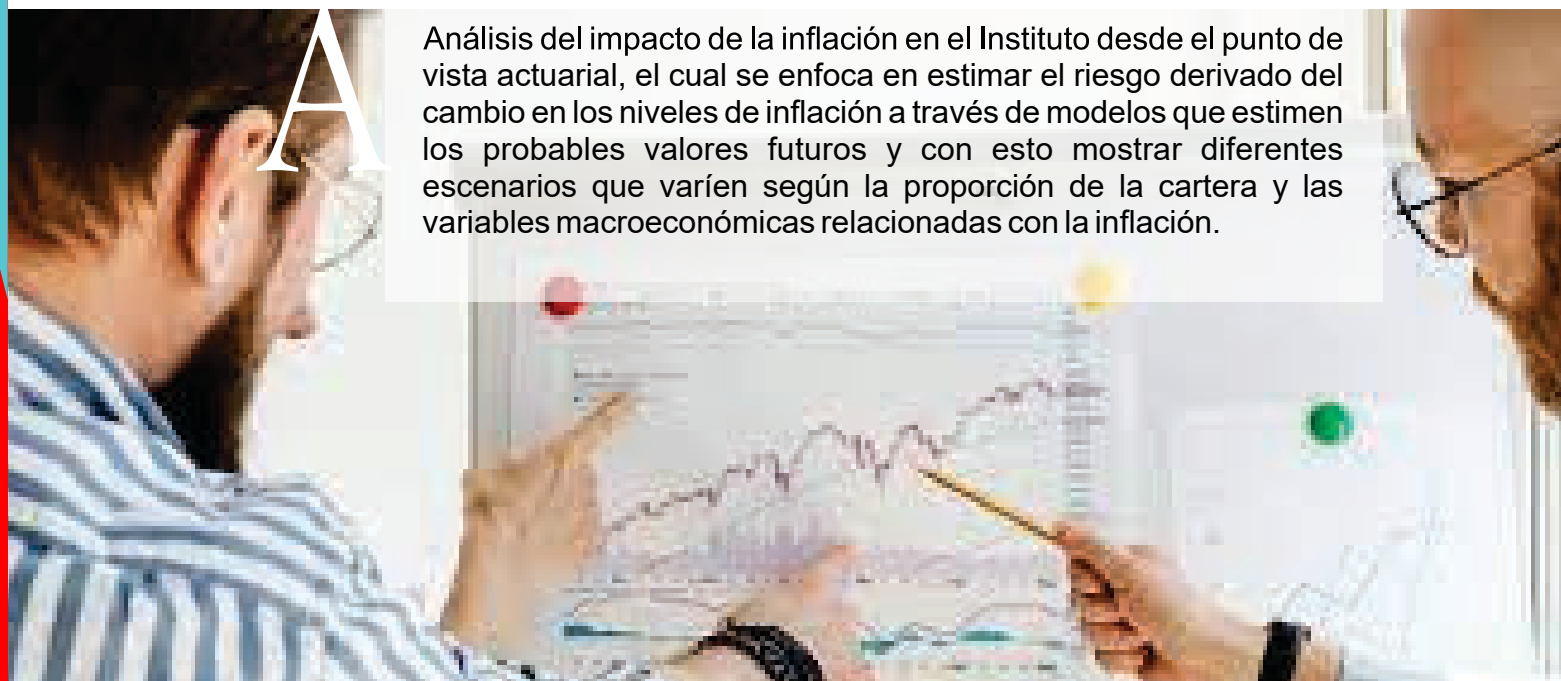 A
Análisis del impacto de la inflación en el Instituto desde el punto de
vista actuarial, el cual se enfoca en estimar el riesgo derivado del
cambio en los niveles de inflación a través de modelos que estimen
los probables valores futuros y con esto mostrar diferentes
escenarios que varíen según la proporción de la cartera y las
variables macroeconómicas relacionadas con la inflación.